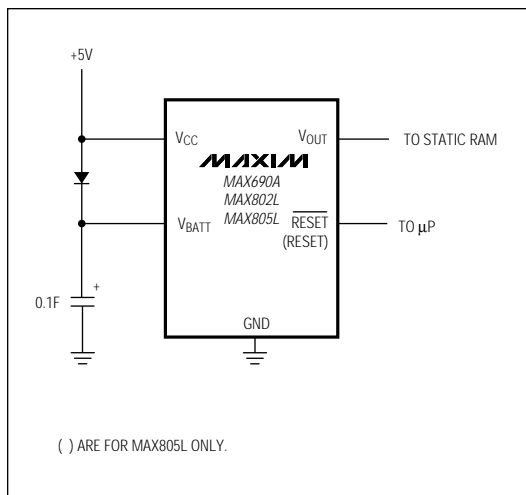 +5V
VCC
VOUT
TO STATIC RAM
MAXIM
MAX690A
MAX802L
MAX805L
VBATT
RESET
(RESET)
TO µP
0.1F
+
GND
( ) ARE FOR MAX805L ONLY.